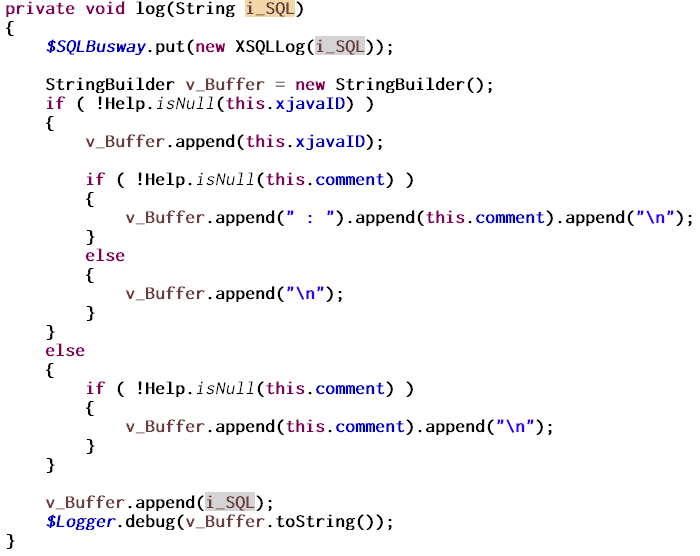 private void log(String i_SQL)
{
    $SQLBusway.put(new XSQLLog(i_SQL));
    StringBuilder v_Buffer = new StringBuilder();
    if ( !Help.isNull(this.xjavaID) )
    {
        v_Buffer.append(this.xjavaID);
        if ( !Help.isNull(this.comment) )
        {
            v_Buffer.append(" : ").append(this.comment).append("\n");
        }
        else
        {
            v_Buffer.append("\n");
        }
    }
    else
    {
        if ( !Help.isNull(this.comment) )
        {
            v_Buffer.append(this.comment).append("\n");
        }
    }
    v_Buffer.append(i_SQL);
    $Logger.debug(v_Buffer.toString());
}